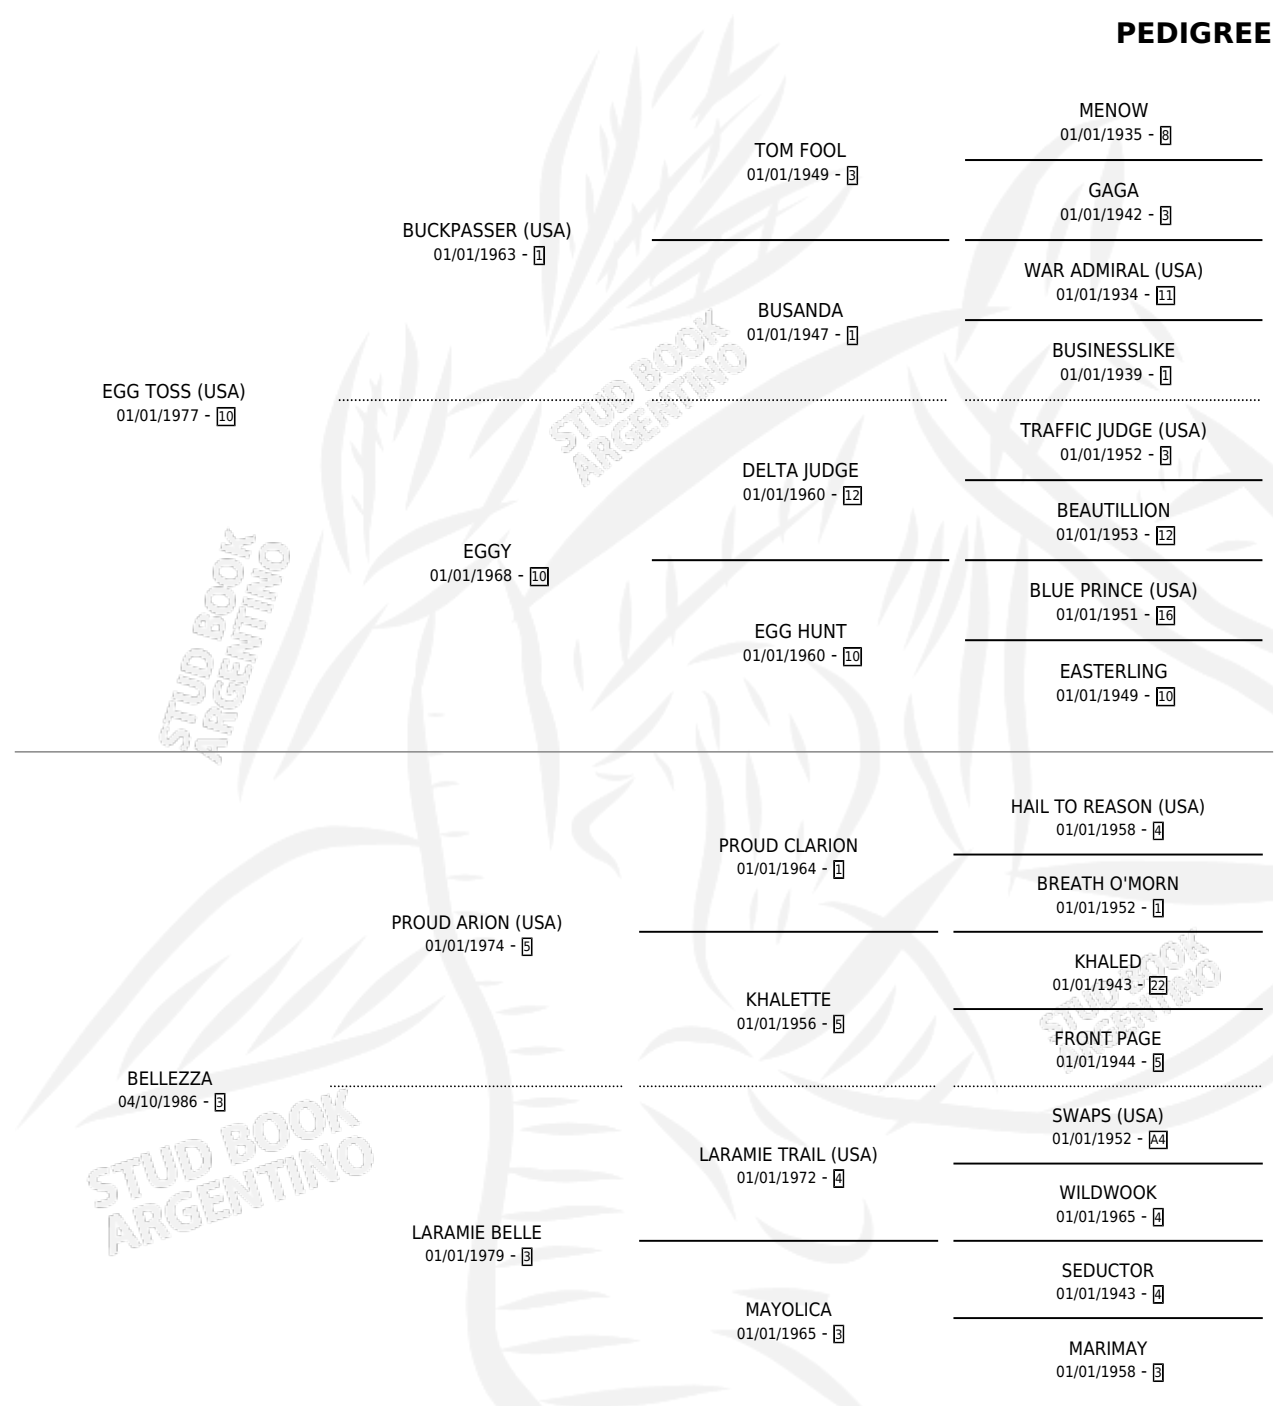 PEDIGREE
MENOW
01/01/1935 - 8
TOM FOOL
01/01/1949 - 3
GAGA
01/01/1942 - 3
BUCKPASSER (USA)
01/01/1963 - 1
WAR ADMIRAL (USA)
01/01/1934 - 11
BUSANDA
01/01/1947 - 1
BUSINESSLIKE
01/01/1939 - 1
EGG TOSS (USA)
01/01/1977 - 10
STUD BOOK
ARGENTINO
TRAFFIC JUDGE (USA)
01/01/1952 - 3
DELTA JUDGE
01/01/1960 - 12
BEAUTILLION
01/01/1953 - 12
EGGY
01/01/1968 - 10
BLUE PRINCE (USA)
01/01/1951 - 16
EGG HUNT
01/01/1960 - 10
EASTERLING
01/01/1949 - 10
STUD BOOK
ARGENTINO
HAIL TO REASON (USA)
01/01/1958 - 4
PROUD CLARION
01/01/1964 - 1
BREATH O'MORN
01/01/1952 - 1
PROUD ARION (USA)
01/01/1974 - 5
KHALED
01/01/1943 - 22
KHALETTE
01/01/1956 - 5
STUD BOOK
ARGENTINO
FRONT PAGE
01/01/1944 - 5
BELLEZZA
04/10/1986 - 3
SWAPS (USA)
01/01/1952 - A4
STUD BOOK
ARGENTINO
LARAMIE TRAIL (USA)
01/01/1972 - 4
WILDWOOK
01/01/1965 - 4
LARAMIE BELLE
01/01/1979 - 3
SEDUCTOR
01/01/1943 - 4
MAYOLICA
01/01/1965 - 3
MARIMAY
01/01/1958 - 3